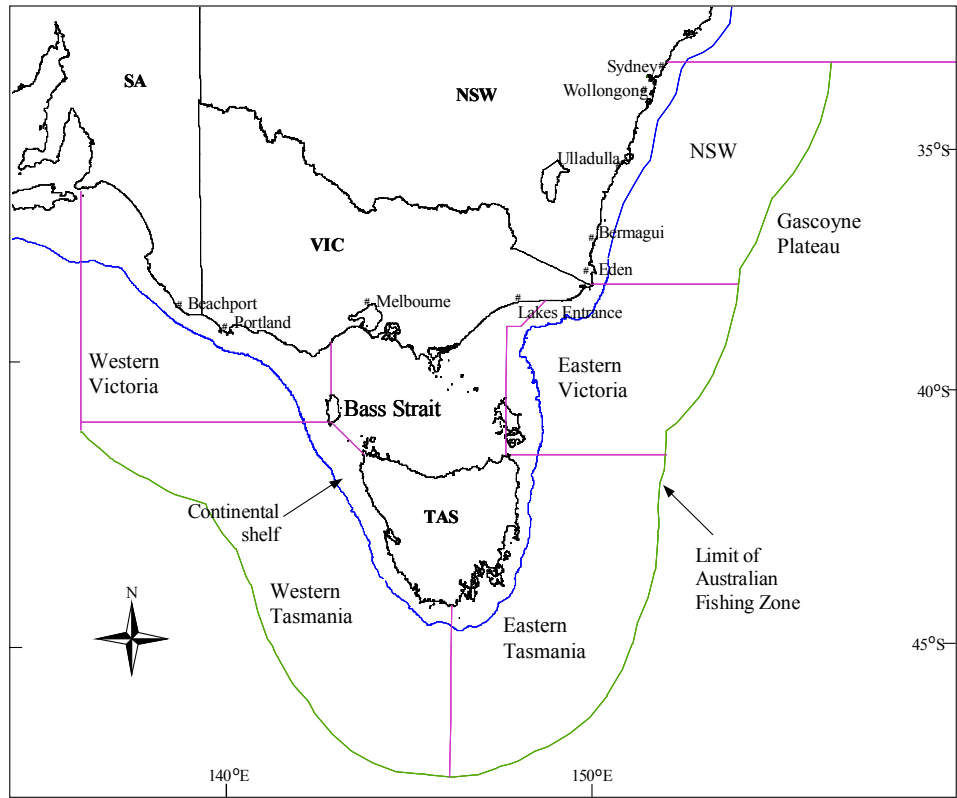 SA
NSW
Sydney
Wollongong
NSW
35°S
Ulladulla
Gascoyne
Plateau
VIC
Bermagui
Eden
Beachport
Melbourne
Lakes Entrance
Portland
Western
Victoria
Eastern
Victoria
40°S
Bass Strait
Continental
shelf
TAS
Limit of
Australian
Fishing Zone
Western
Tasmania
N
Eastern
Tasmania
45°S
140°E
150°E